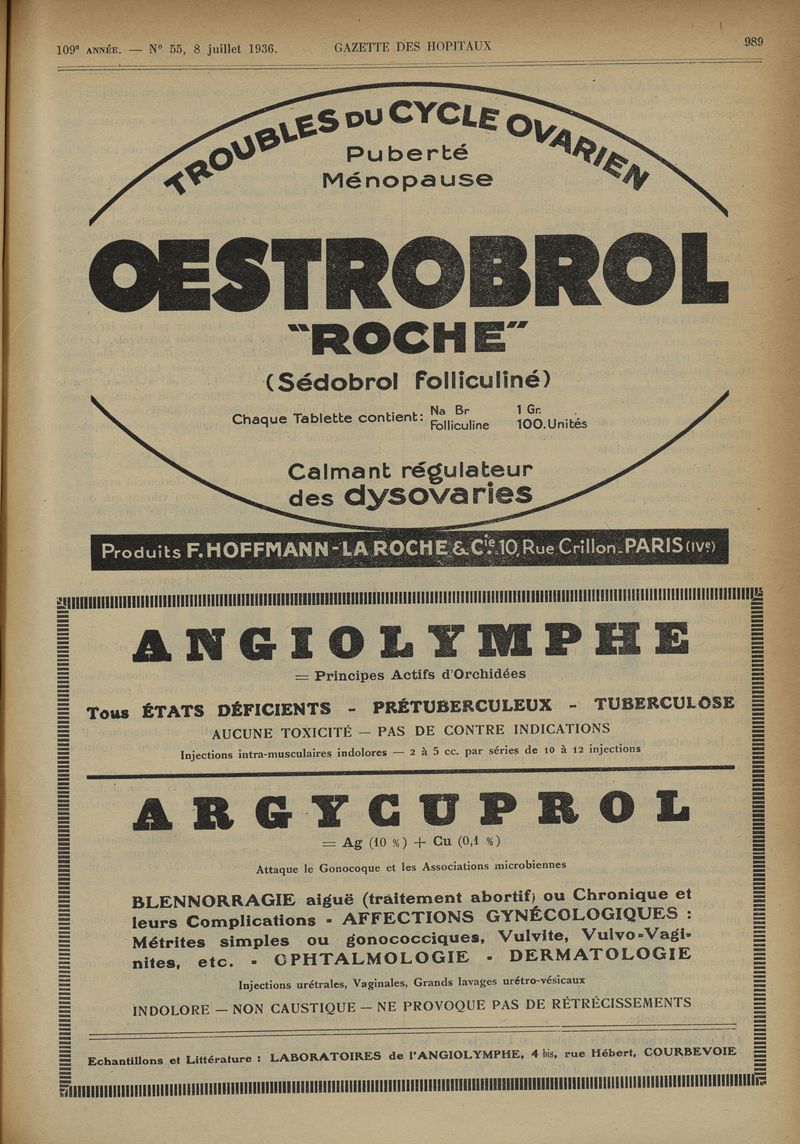 109e ANNÉE. — No 55, 8 juillet 1936. GAZETTE DES HOPITAUX 989
TROUBLES DU CYCLE OVARIEN
Puberté
Ménopause
OESTROBROL
"ROCHE"
(Sédobrol folliculiné)
Chaque Tablette contient: Na Br 1 Gr.
Folliculine 100.Unités
Calmant régulateur
des dysovaries
Produits F. HOFFMANN-LA ROCHE & Cie. 10, Rue Crillon_PARIS (IVe)
ANGIOLYMPHE
= Principes Actifs d'Orchidées
Tous ÉTATS DÉFICIENTS - PRÉTUBERCULEUX - TUBERCULOSE
AUCUNE TOXICITÉ — PAS DE CONTRE INDICATIONS
Injections intra-musculaires indolores — 2 à 5 cc. par séries de 10 à 12 injections
ARGYCUPROL
= Ag (10 %) + Cu (0,1 %)
Attaque le Gonocoque et les Associations microbiennes
BLENNORRAGIE aiguë (traitement abortif) ou Chronique et
leurs Complications - AFFECTIONS GYNÉCOLOGIQUES :
Métrites simples ou gonococciques, Vulvite, Vulvo-Vagi-
nites, etc. - OPHTALMOLOGIE - DERMATOLOGIE
Injections urétrales, Vaginales, Grands lavages urétro-vésicaux
INDOLORE — NON CAUSTIQUE — NE PROVOQUE PAS DE RÉTRÉCISSEMENTS
Echantillons et Littérature : LABORATOIRES de l'ANGIOLYMPHE, 4 bis, rue Hébert, COURBEVOIE